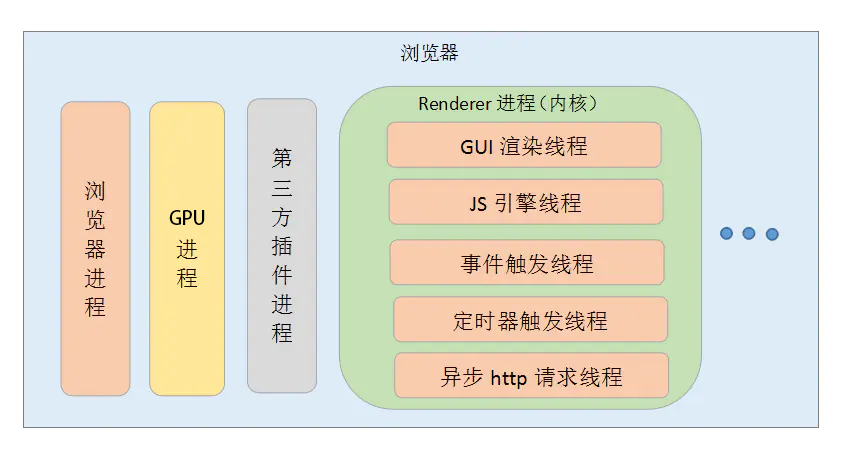 浏览器
浏览器进程
GPU
进程
第三方插件进程
Renderer 进程（内核）
GUI 渲染线程
JS 引擎线程
事件触发线程
定时器触发线程
异步 http 请求线程